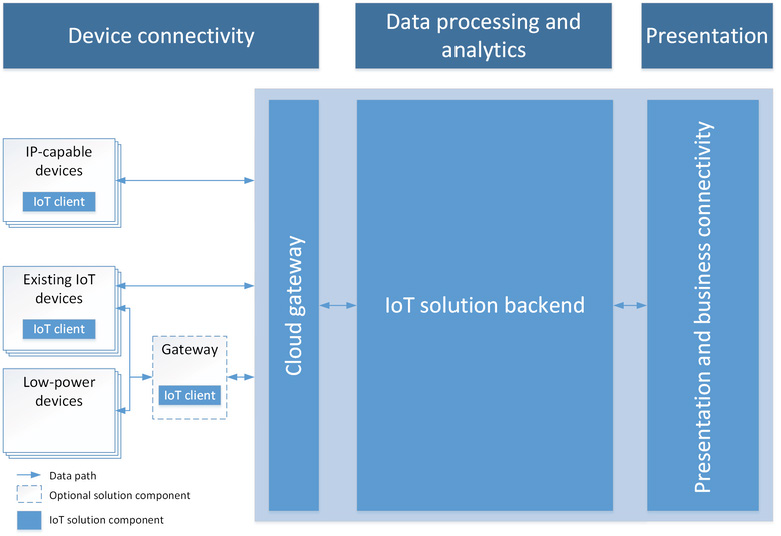 Device connectivity
Data processing and
analytics
Presentation
IP-capable
devices
IoT client
Existing IoT
devices
IoT client
Low-power
devices
Gateway
IoT client
Cloud gateway
IoT solution backend
Presentation and business connectivity
Data path
Optional solution component
IoT solution component